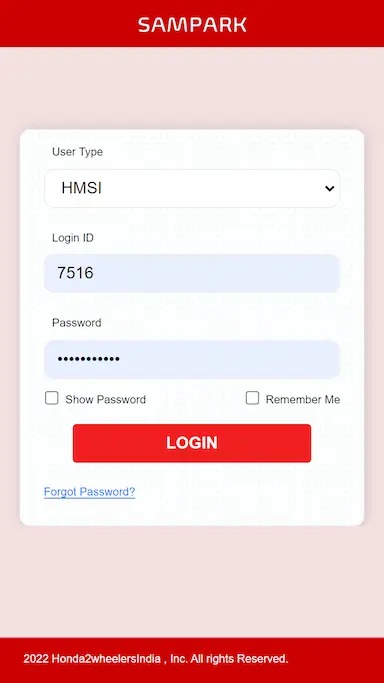 SAMPARK
User Type
HMSI
Login ID
7516
Password
•••••••••••
Show Password
Remember Me
LOGIN
Forgot Password?
2022 Honda2wheelersIndia , Inc. All rights Reserved.